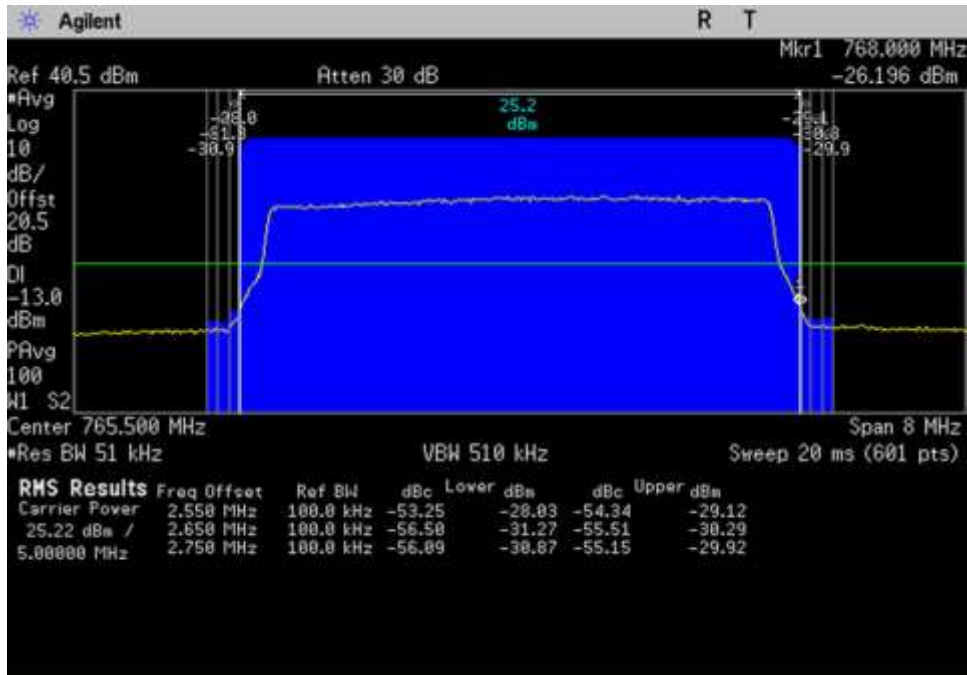 Agilent R T
Mkr1 768.000 MHz
Ref 40.5 dBm Atten 30 dB -26.196 dBm
#Avg
Log
10
dB/
Offst
20.5
dB
DI
-13.0
dBm
PAvg
100
W1 S2
25.2
dBm
-28.0
-30.9
-29.9
Center 765.500 MHz Span 8 MHz
#Res BW 51 kHz VBW 510 kHz Sweep 20 ms (601 pts)
RMS Results Freq Offset Ref BW dBc Lower dBm dBc Upper dBm
Carrier Power 2.550 MHz 100.0 kHz -53.25 -28.03 -54.34 -29.12
25.22 dBm / 2.650 MHz 100.0 kHz -56.50 -31.27 -55.51 -30.29
5.00000 MHz 2.750 MHz 100.0 kHz -56.09 -30.87 -55.15 -29.92